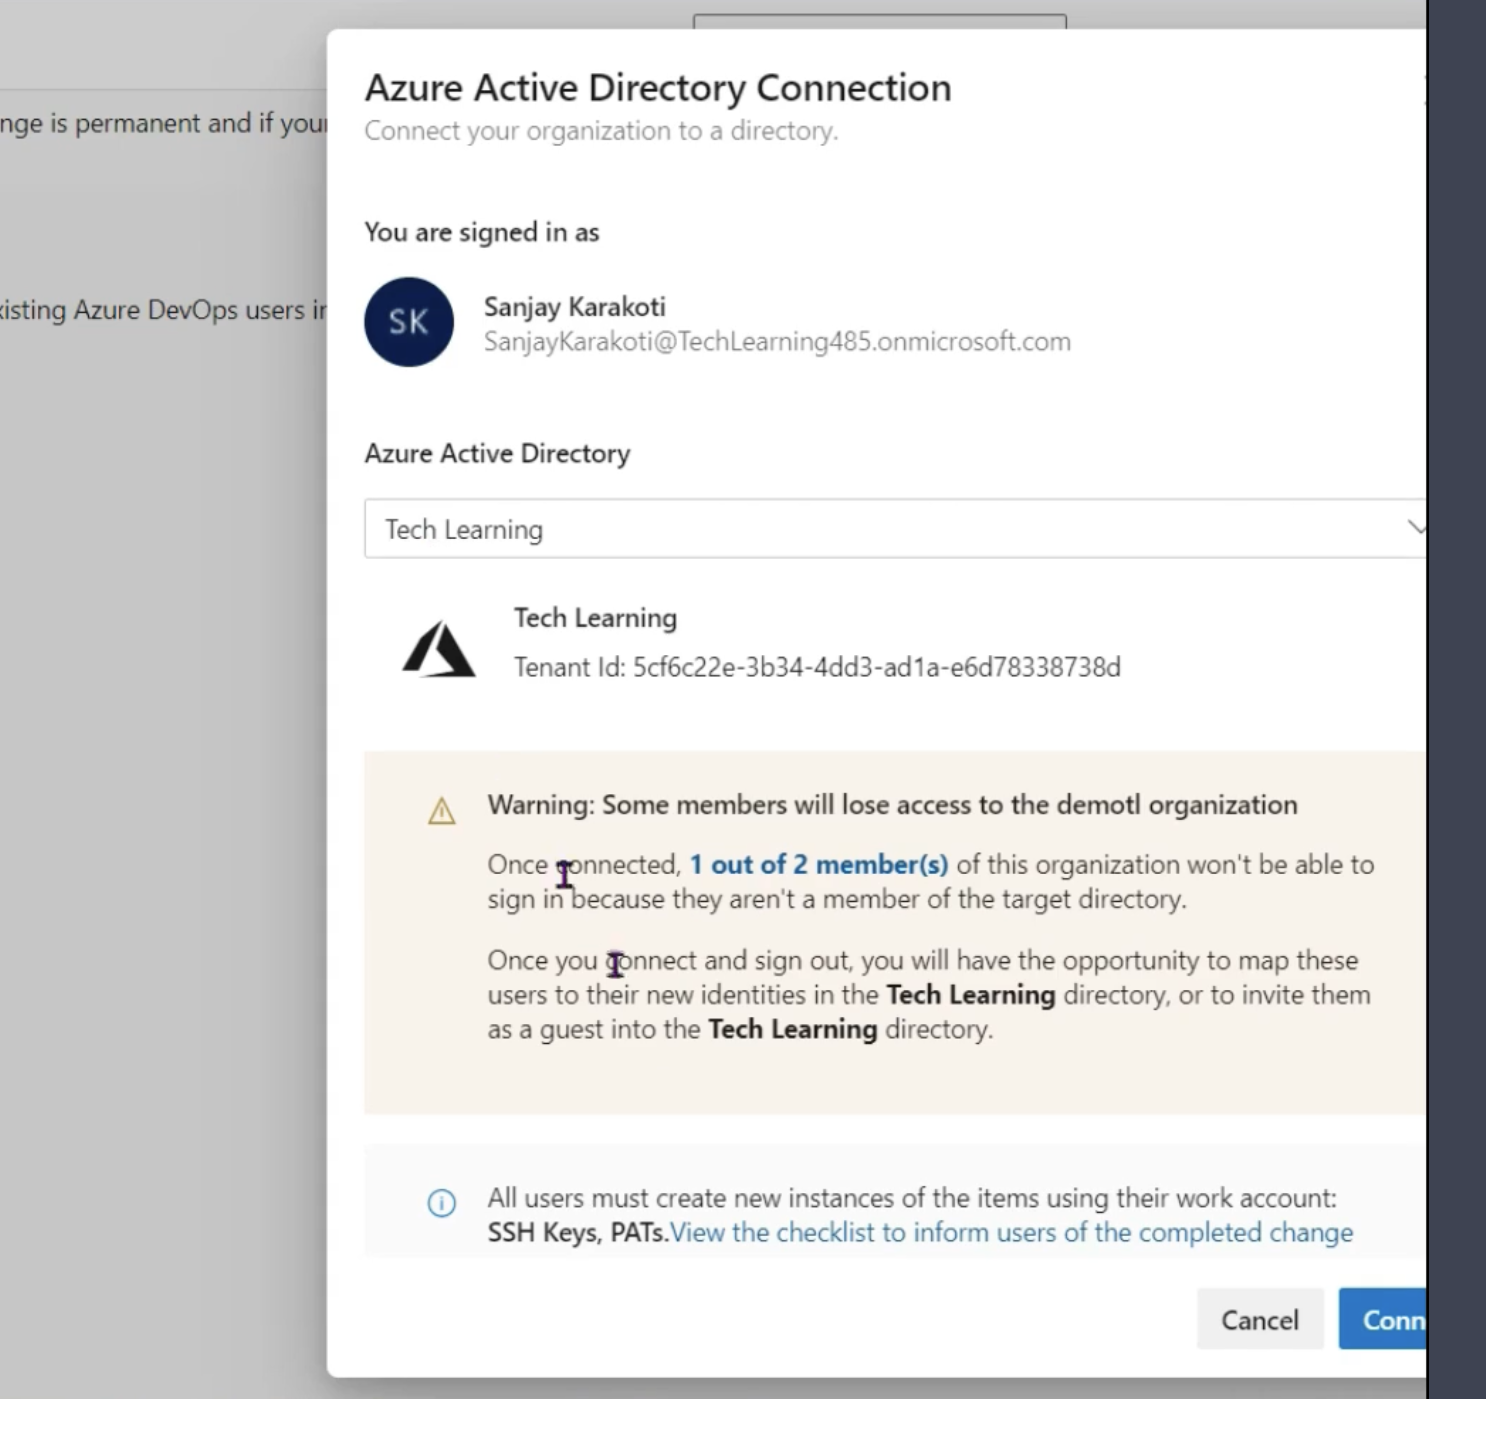 Azure Active Directory Connection
Connect your organization to a directory.
nge is permanent and if your
You are signed in as
SK
Sanjay Karakoti
SanjayKarakoti@TechLearning485.onmicrosoft.com
xisting Azure DevOps users in
Azure Active Directory
Tech Learning
Tech Learning
Tenant Id: 5cf6c22e-3b34-4dd3-ad1a-e6d78338738d
Warning: Some members will lose access to the demotl organization
Once connected, 1 out of 2 member(s) of this organization won't be able to
sign in because they aren't a member of the target directory.
Once you connect and sign out, you will have the opportunity to map these
users to their new identities in the Tech Learning directory, or to invite them
as a guest into the Tech Learning directory.
All users must create new instances of the items using their work account:
SSH Keys, PATs.View the checklist to inform users of the completed change
Cancel
Conn